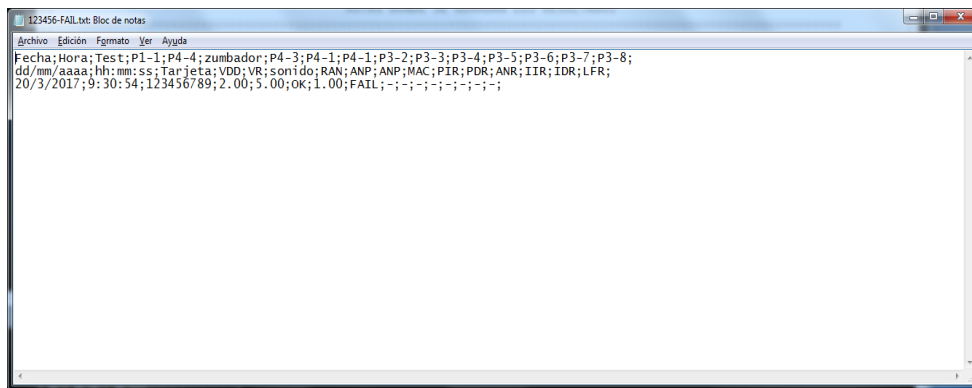 123456-FAIL.txt: Bloc de notas
Archivo Edición Formato Ver Ayuda
Fecha;Hora;Test;P1-1;P4-4;zumbador;P4-3;P4-1;P4-1;P3-2;P3-3;P3-4;P3-5;P3-6;P3-7;P3-8;
dd/mm/aaaa;hh:mm:ss;Tarjeta;VDD;VR;sonido;RAN;ANP;ANP;MAC;PIR;PDR;ANR;IIR;IDR;LFR;
20/3/2017;9:30:54;123456789;2.00;5.00;OK;1.00;FAIL;-;-;-;-;-;-;-;-;